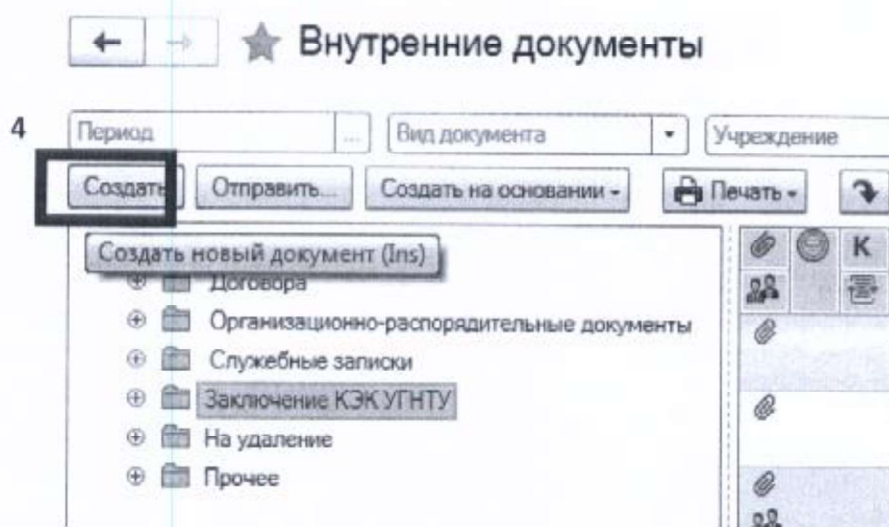 Внутренние документы
4
Период ... Вид документа Учреждение
Создать Отправить... Создать на основании Печать
Создать новый документ (Ins)
К
Договора
Организационно-распорядительные документы
Служебные записки
Заключение КЭК УГНТУ
На удаление
Прочее